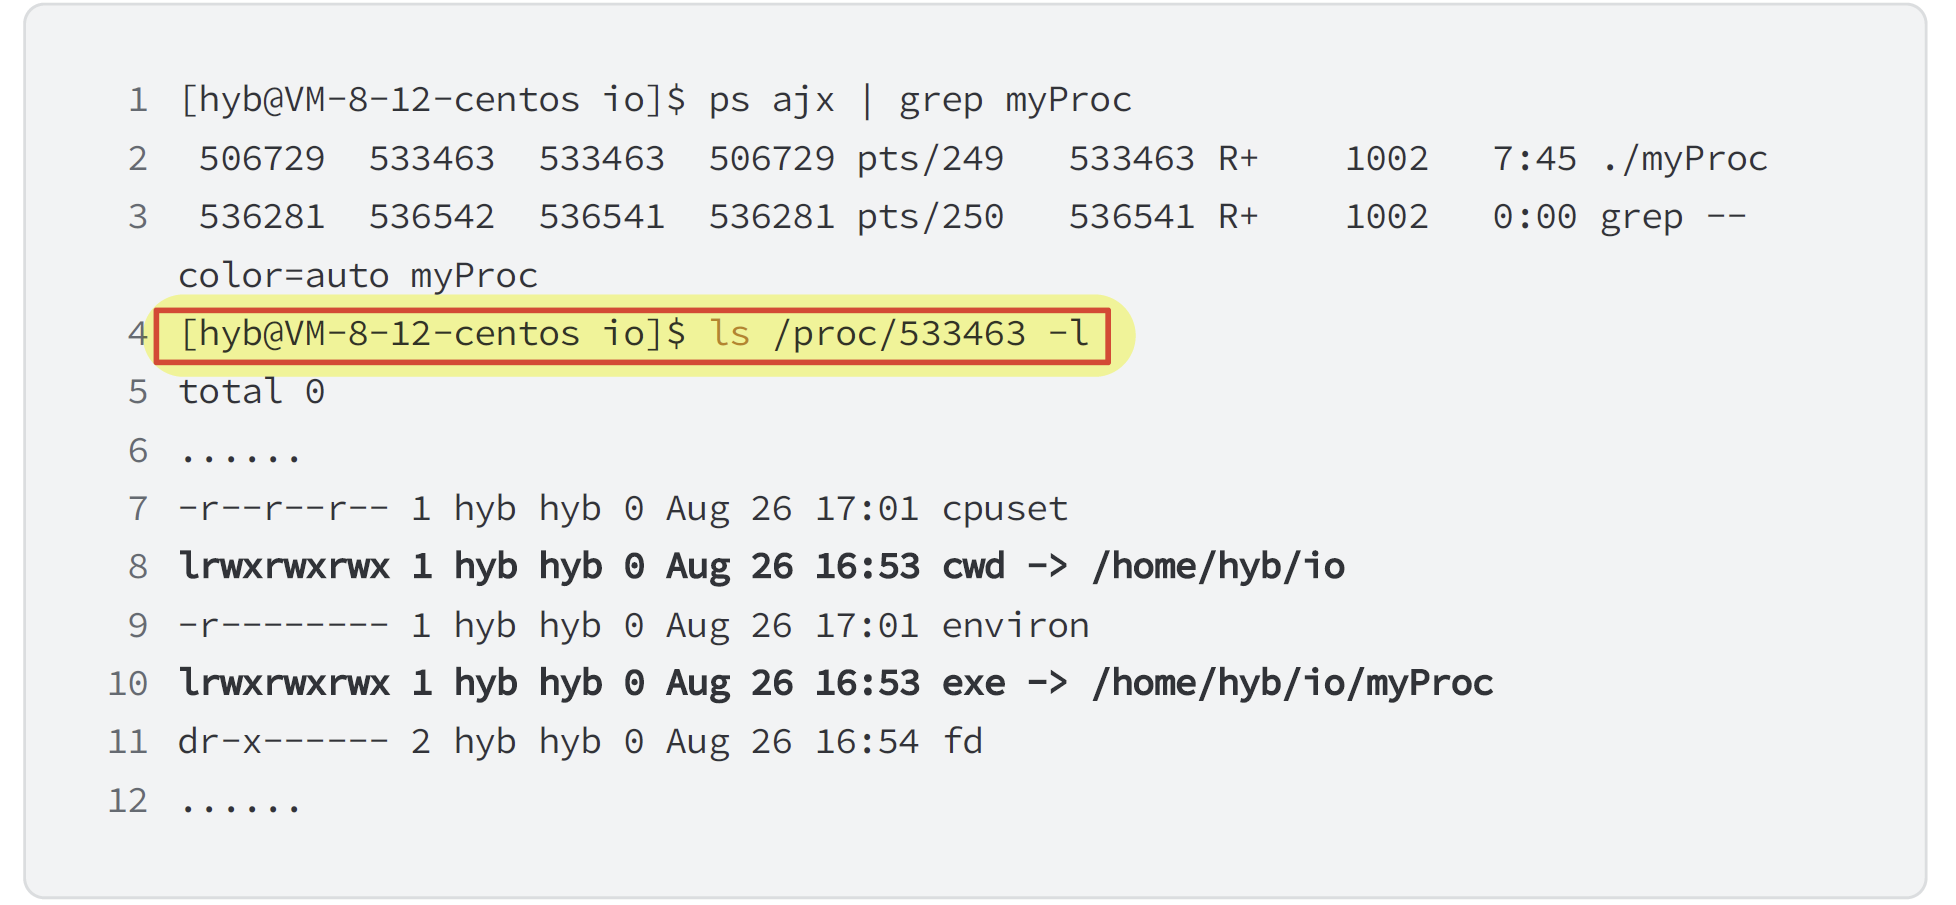 1 [hyb@VM-8-12-centos io]$ ps ajx | grep myProc
2  506729  533463  533463  506729 pts/249   533463 R+    1002   7:45 ./myProc
3  536281  536542  536541  536281 pts/250   536541 R+    1002   0:00 grep --
color=auto myProc
4 [hyb@VM-8-12-centos io]$ ls /proc/533463 -l
5 total 0
6 ......
7 -r--r--r-- 1 hyb hyb 0 Aug 26 17:01 cpuset
8 lrwxrwxrwx 1 hyb hyb 0 Aug 26 16:53 cwd -> /home/hyb/io
9 -r-------- 1 hyb hyb 0 Aug 26 17:01 environ
10 lrwxrwxrwx 1 hyb hyb 0 Aug 26 16:53 exe -> /home/hyb/io/myProc
11 dr-x------ 2 hyb hyb 0 Aug 26 16:54 fd
12 ......